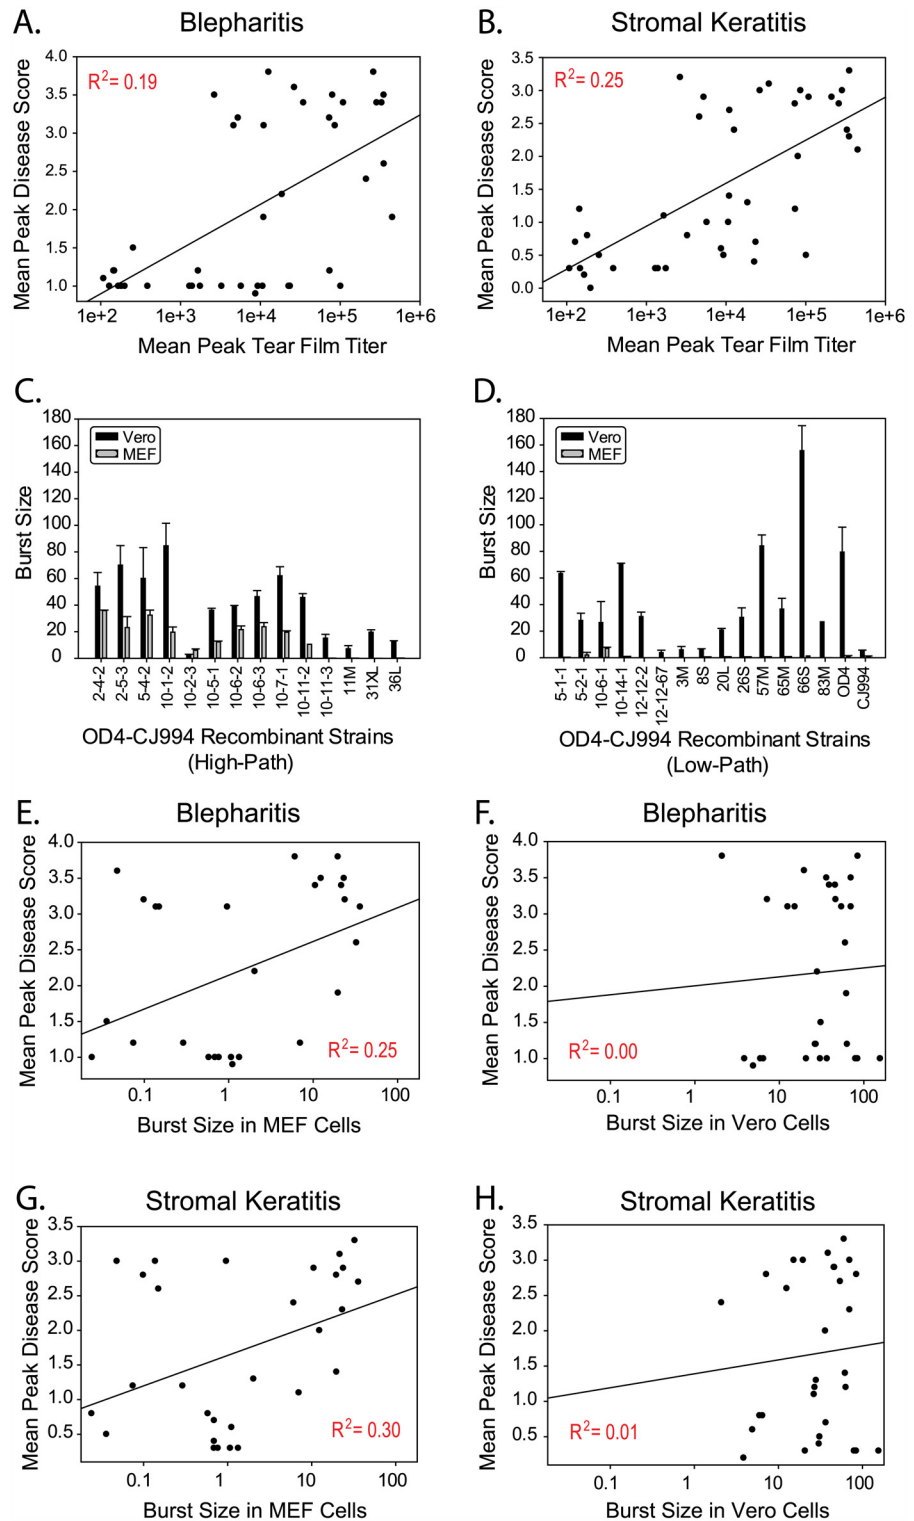 A.
Blepharitis
Mean Peak Disease Score
4.0
3.5
3.0
2.5
2.0
1.5
1.0
R²= 0.19
1e+2 1e+3 1e+4 1e+5 1e+6
Mean Peak Tear Film Titer
B.
Stromal Keratitis
Mean Peak Disease Score
3.5
3.0
2.5
2.0
1.5
1.0
0.5
0.0
R²= 0.25
1e+2 1e+3 1e+4 1e+5 1e+6
Mean Peak Tear Film Titer
C.
Burst Size
180
160
140
120
100
80
60
40
20
0
Vero
MEF
2-4-2 2-5-3 5-4-2 10-1-2 10-2-3 10-5-1 10-6-2 10-6-3 10-7-1 10-11-2 10-11-3 11M 31XL 36L
OD4-CJ994 Recombinant Strains
(High-Path)
D.
Burst Size
180
160
140
120
100
80
60
40
20
0
Vero
MEF
5-1-1 5-2-1 10-6-1 10-14-1 12-12-2 12-12-67 3M 8S 20L 26S 57M 65M 66S 83M OD4 CJ994
OD4-CJ994 Recombinant Strains
(Low-Path)
E.
Blepharitis
Mean Peak Disease Score
4.0
3.5
3.0
2.5
2.0
1.5
1.0
R²= 0.25
0.1 1 10 100
Burst Size in MEF Cells
F.
Blepharitis
Mean Peak Disease Score
4.0
3.5
3.0
2.5
2.0
1.5
1.0
R²= 0.00
0.1 1 10 100
Burst Size in Vero Cells
G.
Stromal Keratitis
Mean Peak Disease Score
3.5
3.0
2.5
2.0
1.5
1.0
0.5
R²= 0.30
0.1 1 10 100
Burst Size in MEF Cells
H.
Stromal Keratitis
Mean Peak Disease Score
3.5
3.0
2.5
2.0
1.5
1.0
0.5
R²= 0.01
0.1 1 10 100
Burst Size in Vero Cells